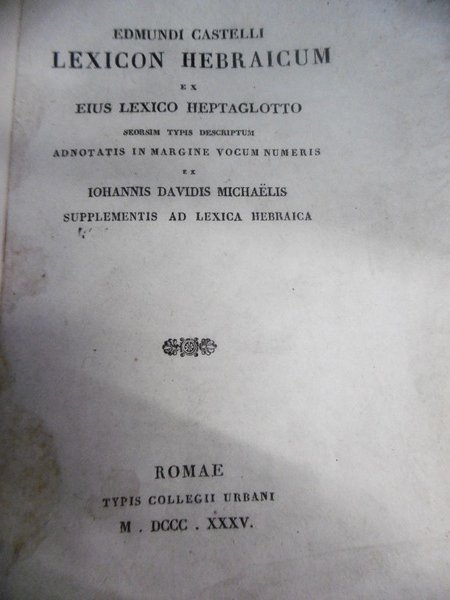 EDMUNDI CASTELLI
LEXICON HEBRAICUM
EX
EIUS LEXICO HEPTAGLOTTO
SEORSIM TYPIS DESCRIPTUM
ADNOTATIS IN MARGINE VOCUM NUMERIS
EX
IOHANNIS DAVIDIS MICHAËLIS
SUPPLEMENTIS AD LEXICA HEBRAICA
ROMAE
TYPIS COLLEGII URBANI
M . DCCC . XXXV.